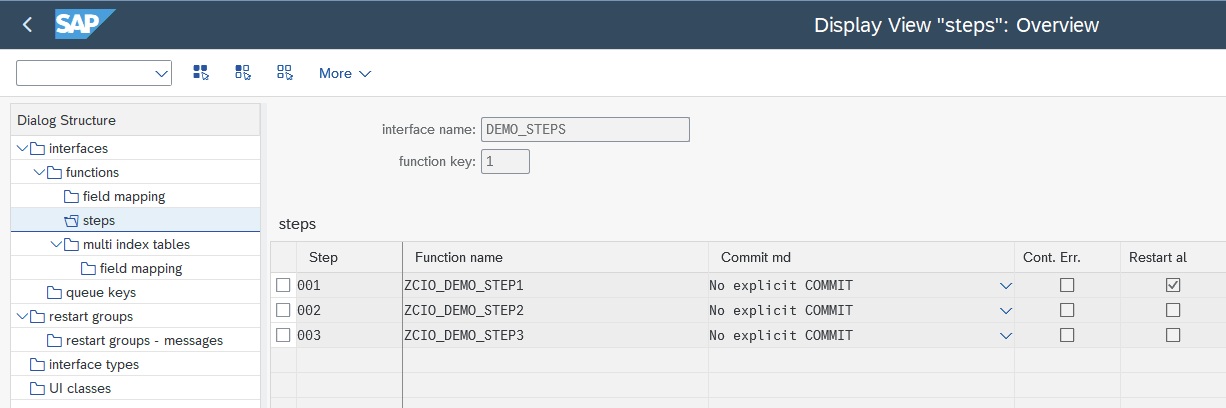 SAP
Display View "steps": Overview
More
Dialog Structure
interfaces
functions
field mapping
steps
multi index tables
field mapping
queue keys
restart groups
restart groups - messages
interface types
UI classes
interface name: DEMO_STEPS
function key: 1
steps
Step Function name Commit md Cont. Err. Restart al
001 ZCIO_DEMO_STEP1 No explicit COMMIT
002 ZCIO_DEMO_STEP2 No explicit COMMIT
003 ZCIO_DEMO_STEP3 No explicit COMMIT